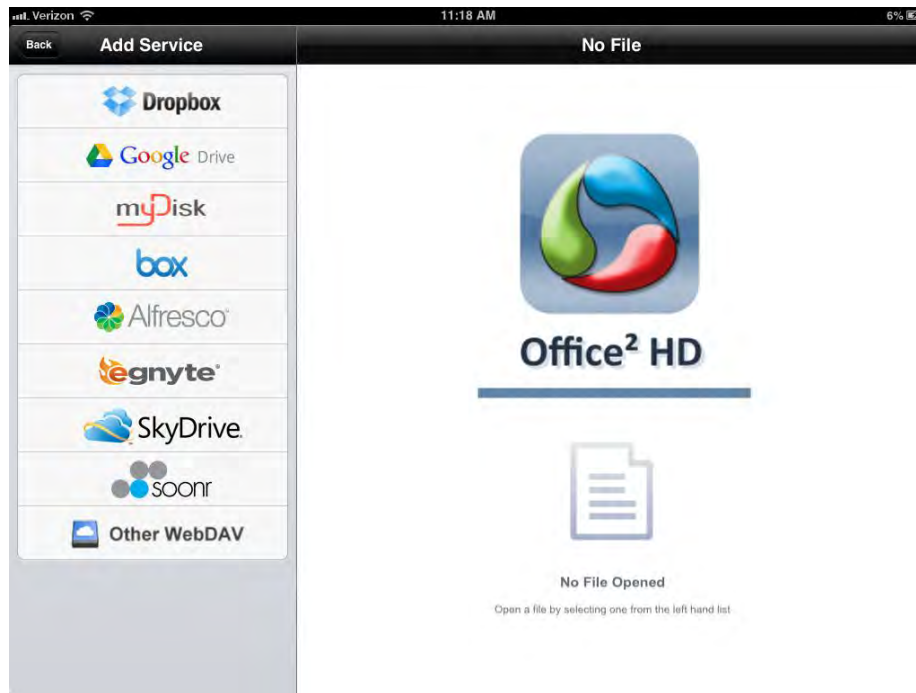 Verizon
11:18 AM
6%
Back
Add Service
No File
Dropbox
Google Drive
myDisk
box
Alfresco
egnyte
SkyDrive
soonr
Other WebDAV
Office² HD
No File Opened
Open a file by selecting one from the left hand list